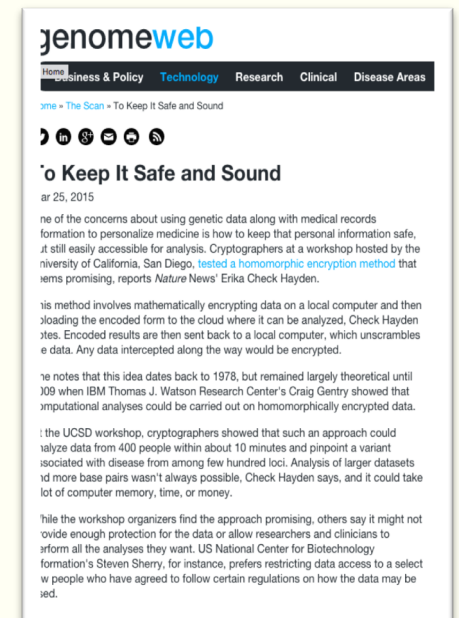 genomeweb
Home
Business & Policy Technology Research Clinical Disease Areas
ome » The Scan » To Keep It Safe and Sound
To Keep It Safe and Sound
ar 25, 2015
ne of the concerns about using genetic data along with medical records
formation to personalize medicine is how to keep that personal information safe,
ut still easily accessible for analysis. Cryptographers at a workshop hosted by the
niversity of California, San Diego, tested a homomorphic encryption method that
eems promising, reports Nature News' Erika Check Hayden.
his method involves mathematically encrypting data on a local computer and then
ploading the encoded form to the cloud where it can be analyzed, Check Hayden
otes. Encoded results are then sent back to a local computer, which unscrambles
e data. Any data intercepted along the way would be encrypted.
he notes that this idea dates back to 1978, but remained largely theoretical until
009 when IBM Thomas J. Watson Research Center's Craig Gentry showed that
omputational analyses could be carried out on homomorphically encrypted data.
t the UCSD workshop, cryptographers showed that such an approach could
nalyze data from 400 people within about 10 minutes and pinpoint a variant
ssociated with disease from among few hundred loci. Analysis of larger datasets
nd more base pairs wasn't always possible, Check Hayden says, and it could take
lot of computer memory, time, or money.
hile the workshop organizers find the approach promising, others say it might not
rovide enough protection for the data or allow researchers and clinicians to
erform all the analyses they want. US National Center for Biotechnology
formation's Steven Sherry, for instance, prefers restricting data access to a select
w people who have agreed to follow certain regulations on how the data may be
sed.